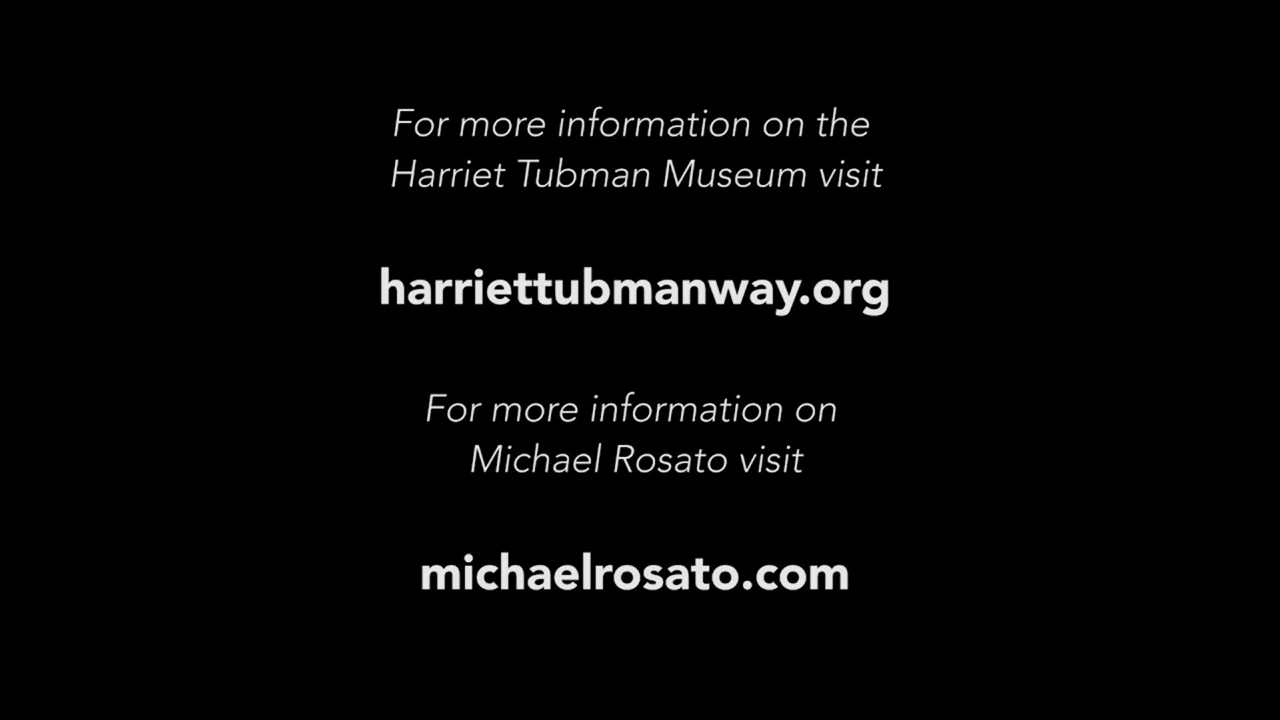 For more information on the
Harriet Tubman Museum visit
harriettubmanway.org
For more information on
Michael Rosato visit
michaelrosato.com